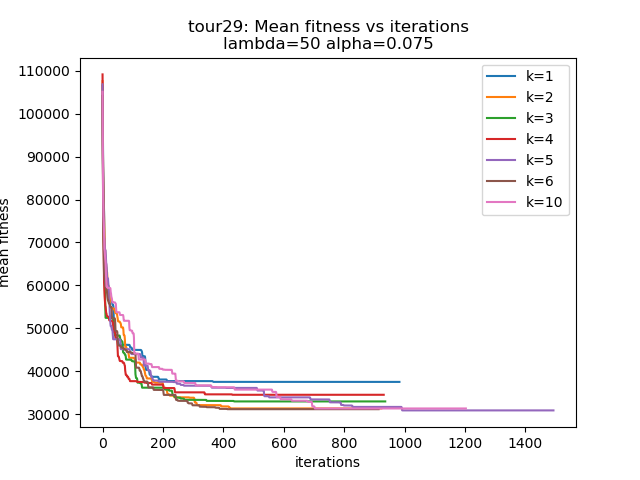 tour29: Mean fitness vs iterations
lambda=50 alpha=0.075
110000
100000
90000
80000
70000
60000
50000
40000
30000
mean fitness
k=1
k=2
k=3
k=4
k=5
k=6
k=10
0 200 400 600 800 1000 1200 1400
iterations